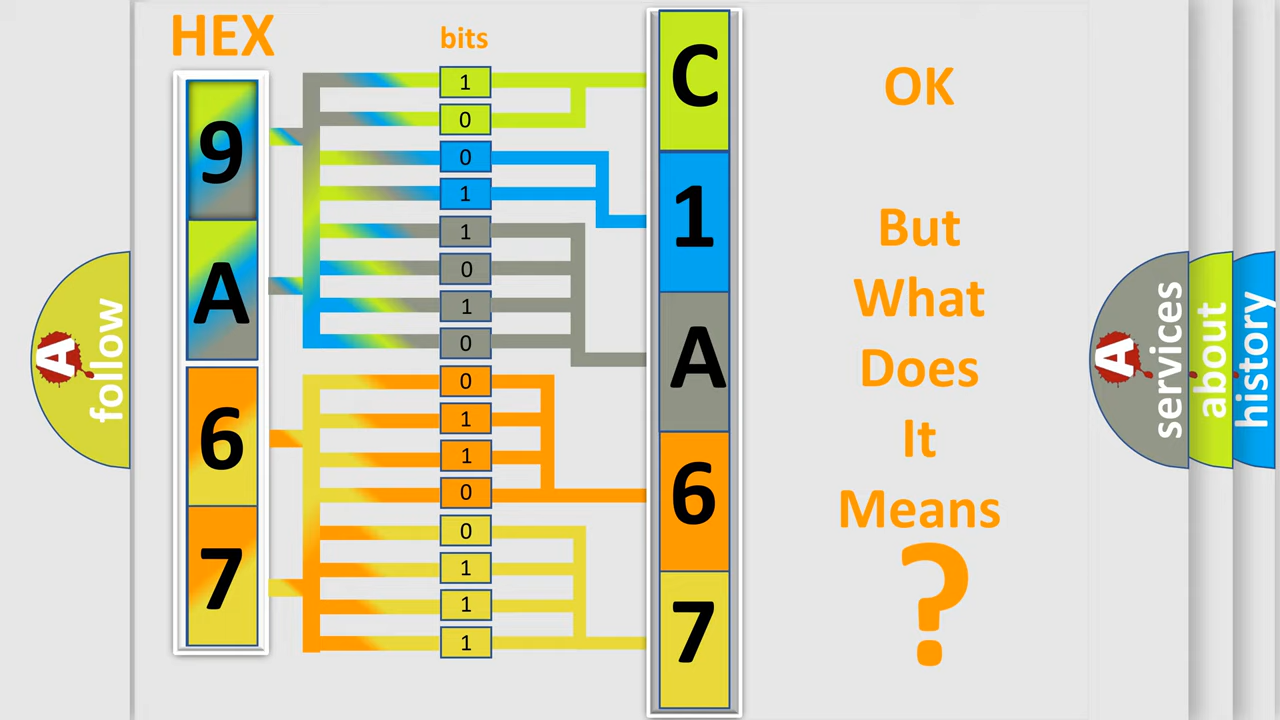 HEX
bits
9
A
6
7
1
0
0
1
1
0
1
0
0
1
1
0
0
1
1
1
C
1
A
6
7
OK
But
What
Does
It
Means
?
A
follow
A
services
about
history